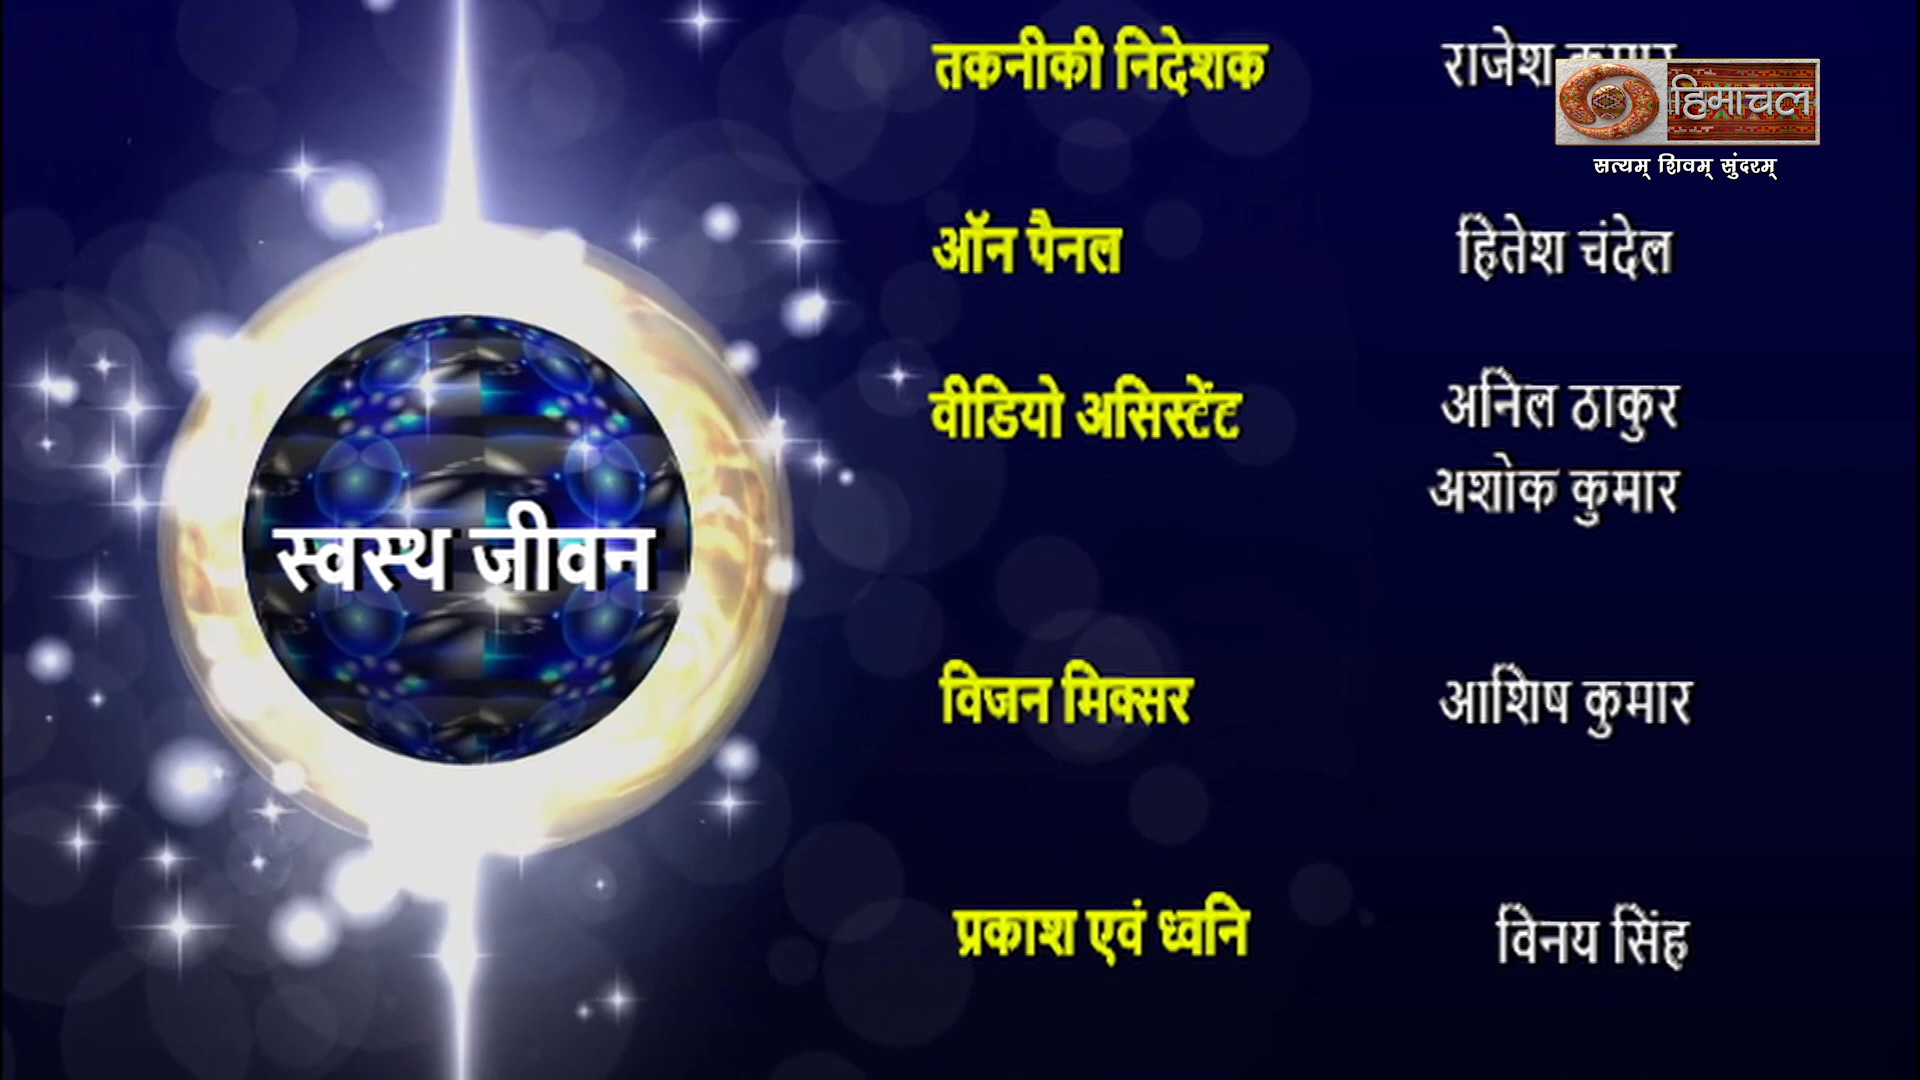 तकनीकी निदेशक राजेश कुमार
हिमाचल
सत्यम् शिवम् सुंदरम्
ऑन पैनल हितेश चंदेल
वीडियो असिस्टेंट अनिल ठाकुर
अशोक कुमार
स्वस्थ जीवन
विजन मिक्सर आशिष कुमार
प्रकाश एवं ध्वनि विनय सिंह